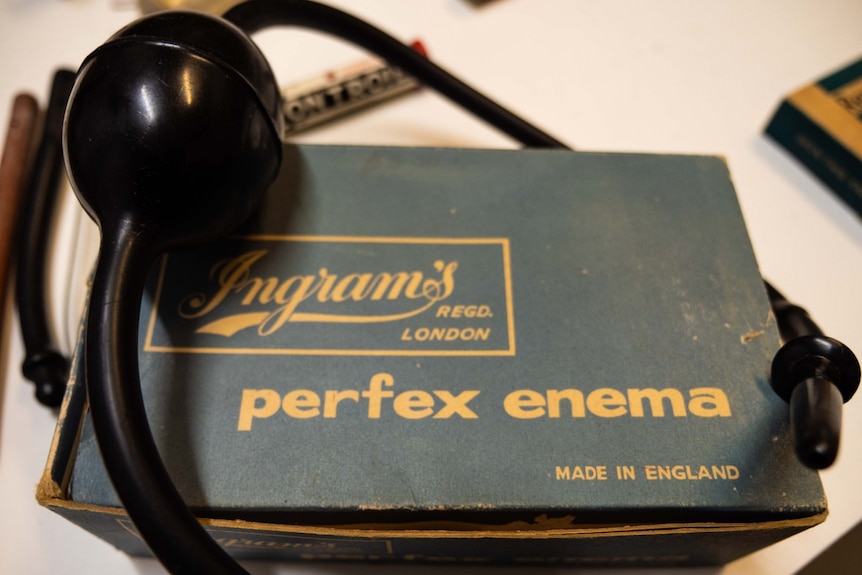 Ingram's
REGD.
LONDON
perfex enema
MADE IN ENGLAND